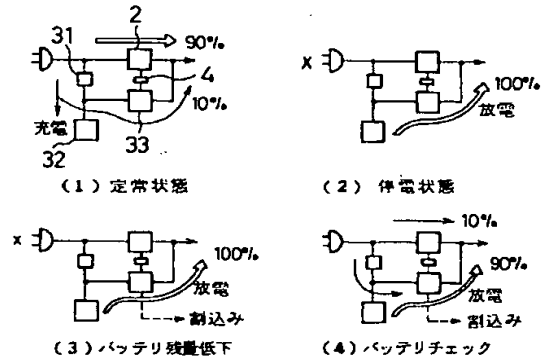 31 2 90%
4
10%
充電
32 33
(1) 定常状態
× 100%
放電
(2) 停電状態
× 100%
放電
割込み
(3) バッテリ残量低下
10%
90%
放電
割込み
(4) バッテリチェック